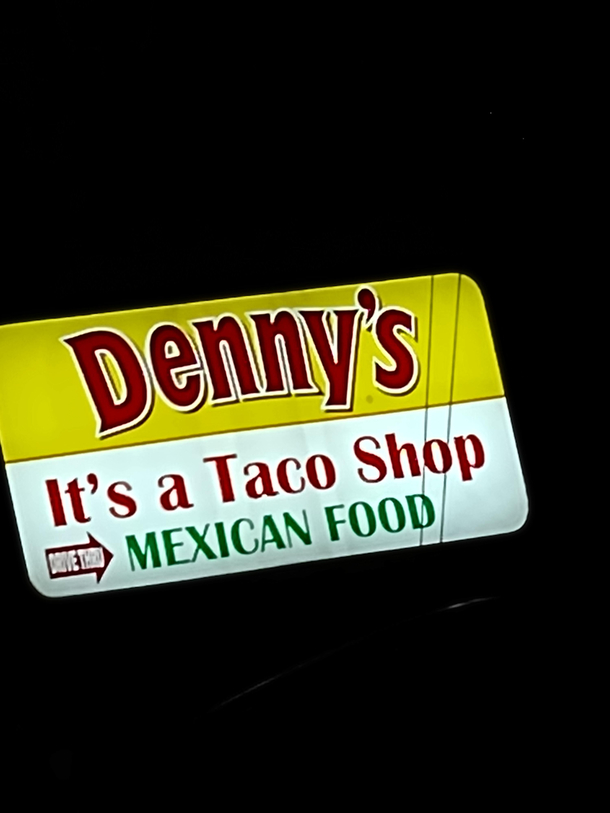 Denny's
It's a Taco Shop
DRIVE THRU
MEXICAN FOOD